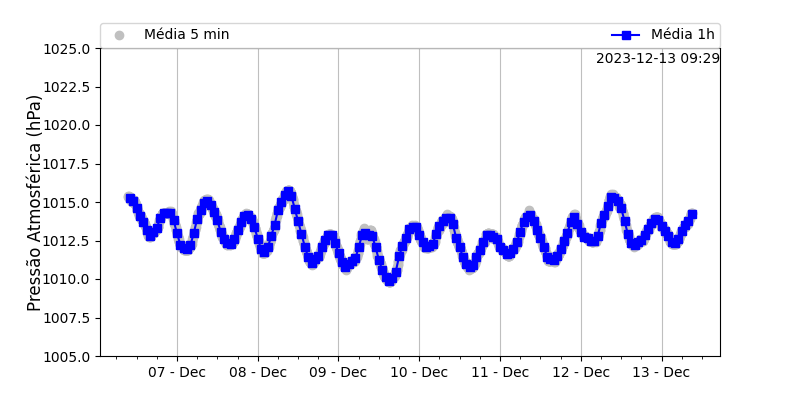 Média 5 min
Média 1h
2023-12-13 09:29
Pressão Atmosférica (hPa)
1025.0
1022.5
1020.0
1017.5
1015.0
1012.5
1010.0
1007.5
1005.0
07 - Dec
08 - Dec
09 - Dec
10 - Dec
11 - Dec
12 - Dec
13 - Dec